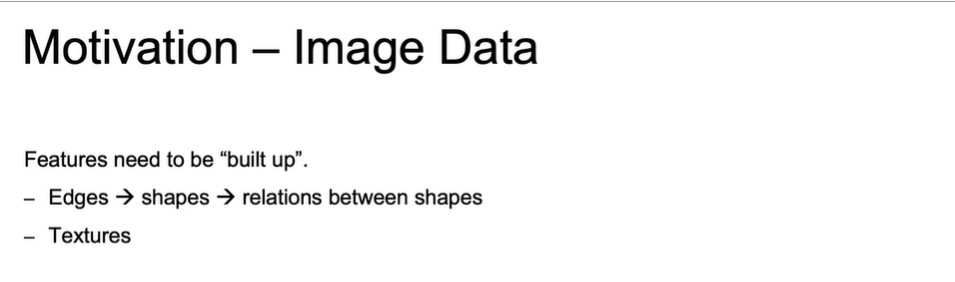 Motivation – Image Data
Features need to be “built up”.
– Edges → shapes → relations between shapes
– Textures